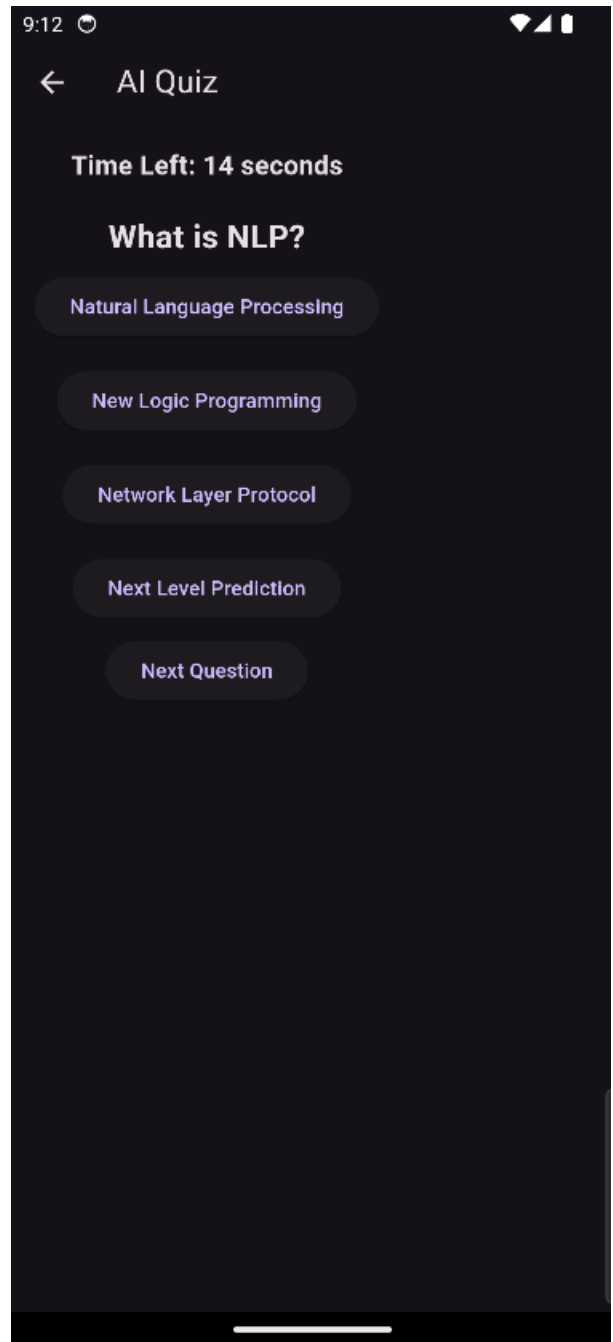 9:12
AI Quiz
Time Left: 14 seconds
What is NLP?
Natural Language Processing
New Logic Programming
Network Layer Protocol
Next Level Prediction
Next Question